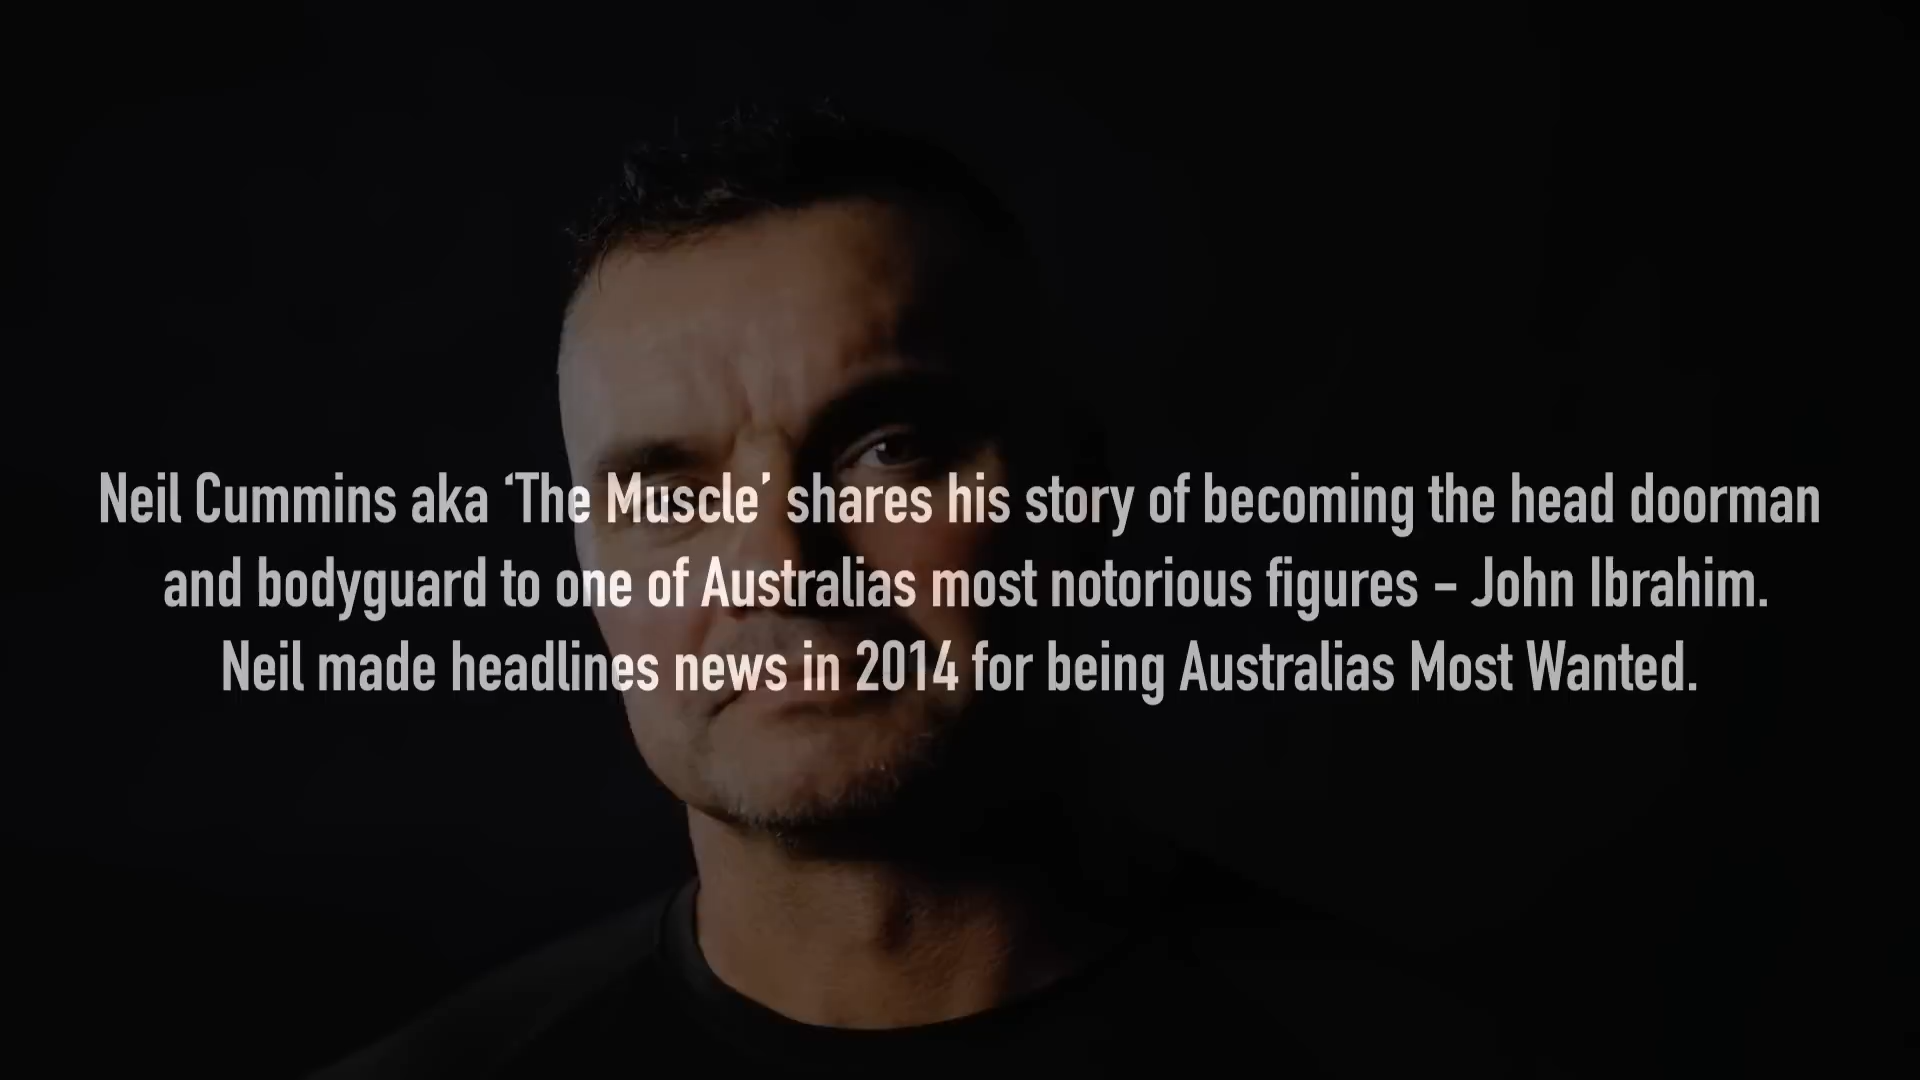 Neil Cummins aka ‘The Muscle’ shares his story of becoming the head doorman
and bodyguard to one of Australias most notorious figures – John Ibrahim.
Neil made headlines news in 2014 for being Australias Most Wanted.